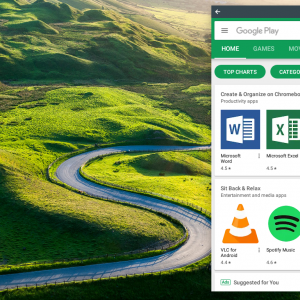 Google Play
HOME GAMES MOV
TOP CHARTS CATEGO
Create & Organize on Chromebo
Productivity apps
W X
Microsoft Word
Microsoft Excel
4.5 ★ 4.5 ★
Sit Back & Relax
Entertainment and media apps
VLC for Android
Spotify Music
4.4 ★ 4.6 ★
Ad Suggested for You